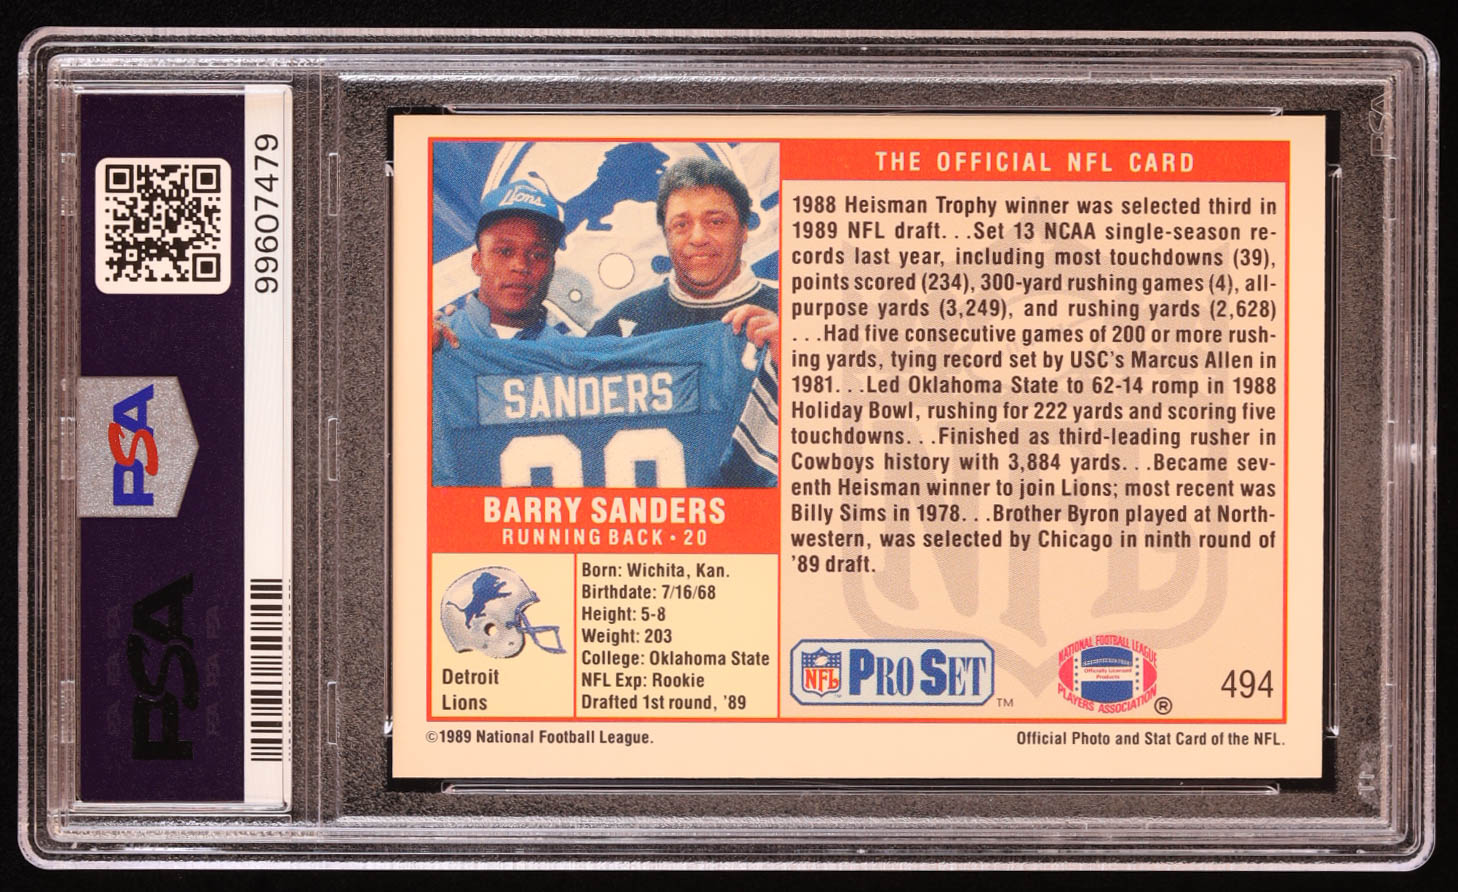 99607479
PSA
PSA
Lions
SANDERS
BARRY SANDERS
RUNNING BACK • 20
Detroit
Lions
Born: Wichita, Kan.
Birthdate: 7/16/68
Height: 5-8
Weight: 203
College: Oklahoma State
NFL Exp: Rookie
Drafted 1st round, '89
THE OFFICIAL NFL CARD
1988 Heisman Trophy winner was selected third in
1989 NFL draft. . .Set 13 NCAA single-season re-
cords last year, including most touchdowns (39),
points scored (234), 300-yard rushing games (4), all-
purpose yards (3,249), and rushing yards (2,628)
. . .Had five consecutive games of 200 or more rush-
ing yards, tying record set by USC's Marcus Allen in
1981. . .Led Oklahoma State to 62-14 romp in 1988
Holiday Bowl, rushing for 222 yards and scoring five
touchdowns. . .Finished as third-leading rusher in
Cowboys history with 3,884 yards. . .Became sev-
enth Heisman winner to join Lions; most recent was
Billy Sims in 1978. . .Brother Byron played at North-
western, was selected by Chicago in ninth round of
'89 draft.
NFL
NFL PRO SET TM
NATIONAL FOOTBALL LEAGUE
Officially Licensed
Products
PLAYERS ASSOCIATION ®
494
©1989 National Football League.
Official Photo and Stat Card of the NFL.